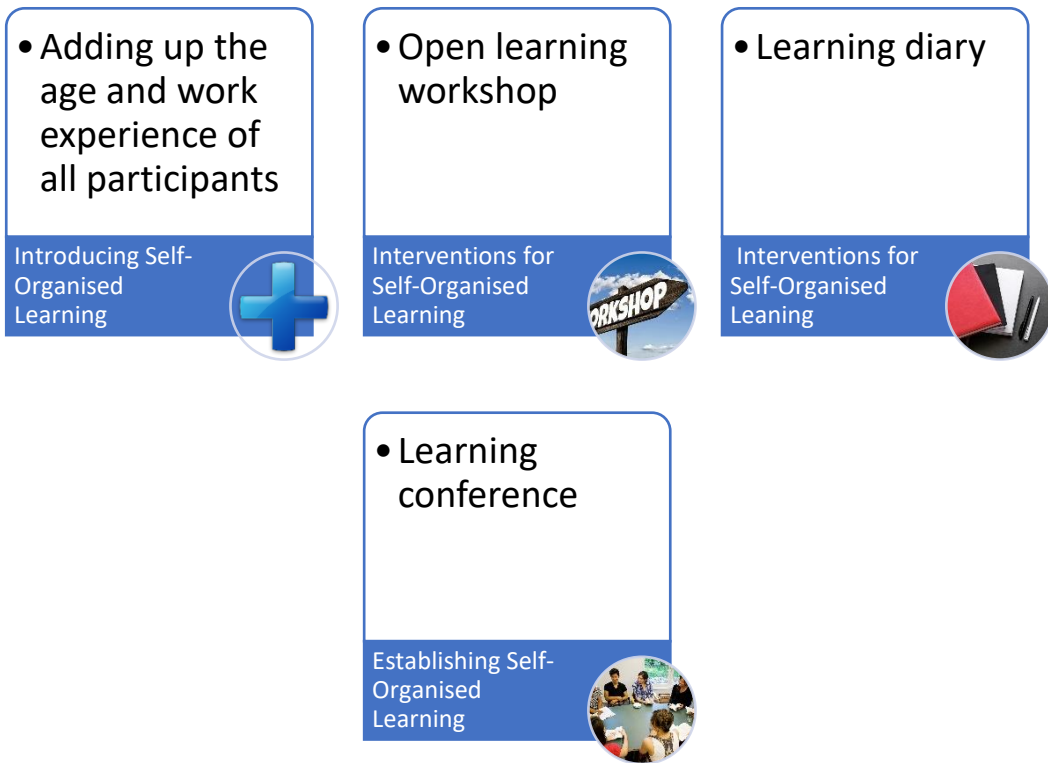 • Adding up the
age and work
experience of
all participants
Introducing Self-
Organised
Learning
• Open learning
workshop
Interventions for
Self-Organised
Learning
ORKSHOP
• Learning diary
Interventions for
Self-Organised
Leaning
• Learning
conference
Establishing Self-
Organised
Learning